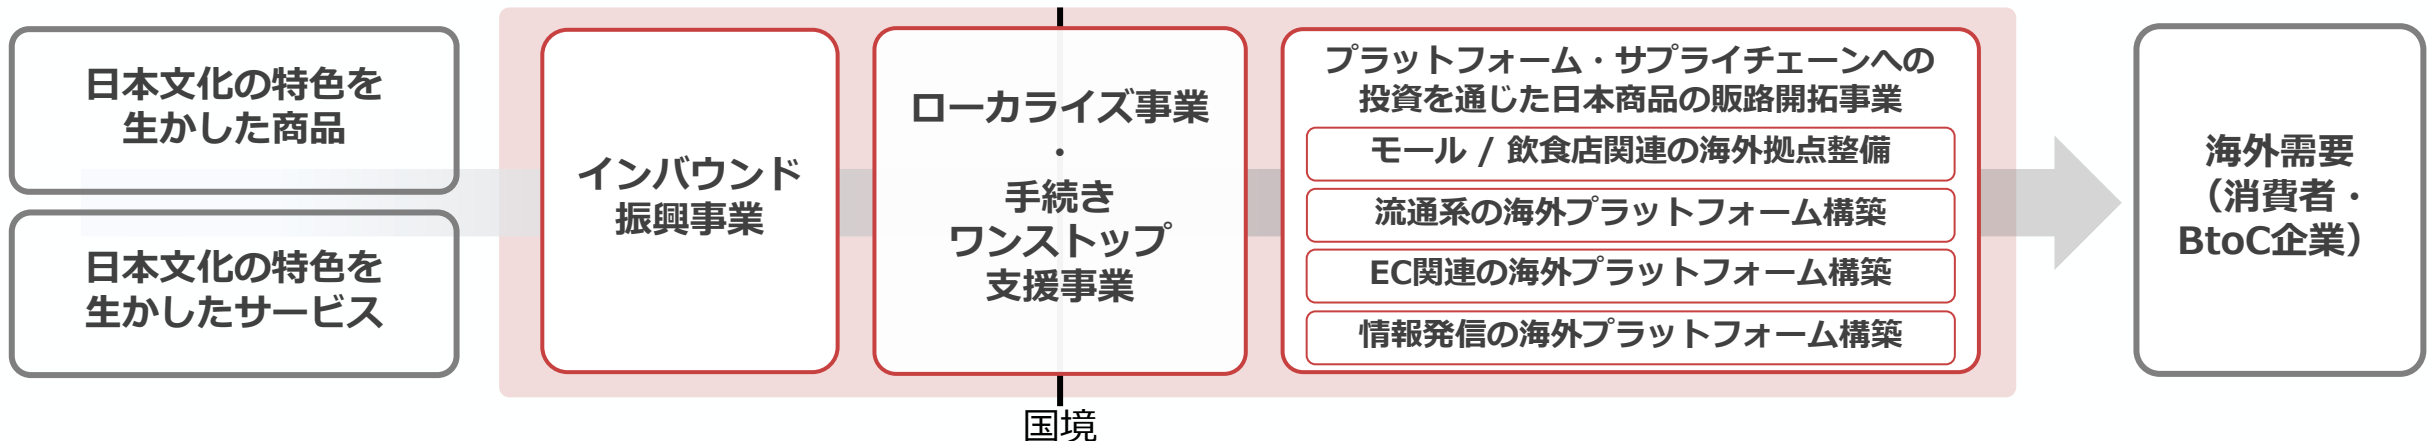 日本文化の特色を
生かした商品
日本文化の特色を
生かしたサービス
インバウンド
振興事業
ローカライズ事業
・
手続き
ワンストップ
支援事業
プラットフォーム・サプライチェーンへの
投資を通じた日本商品の販路開拓事業
モール / 飲食店関連の海外拠点整備
流通系の海外プラットフォーム構築
EC関連の海外プラットフォーム構築
情報発信の海外プラットフォーム構築
海外需要
（消費者・
BtoC企業）
国境